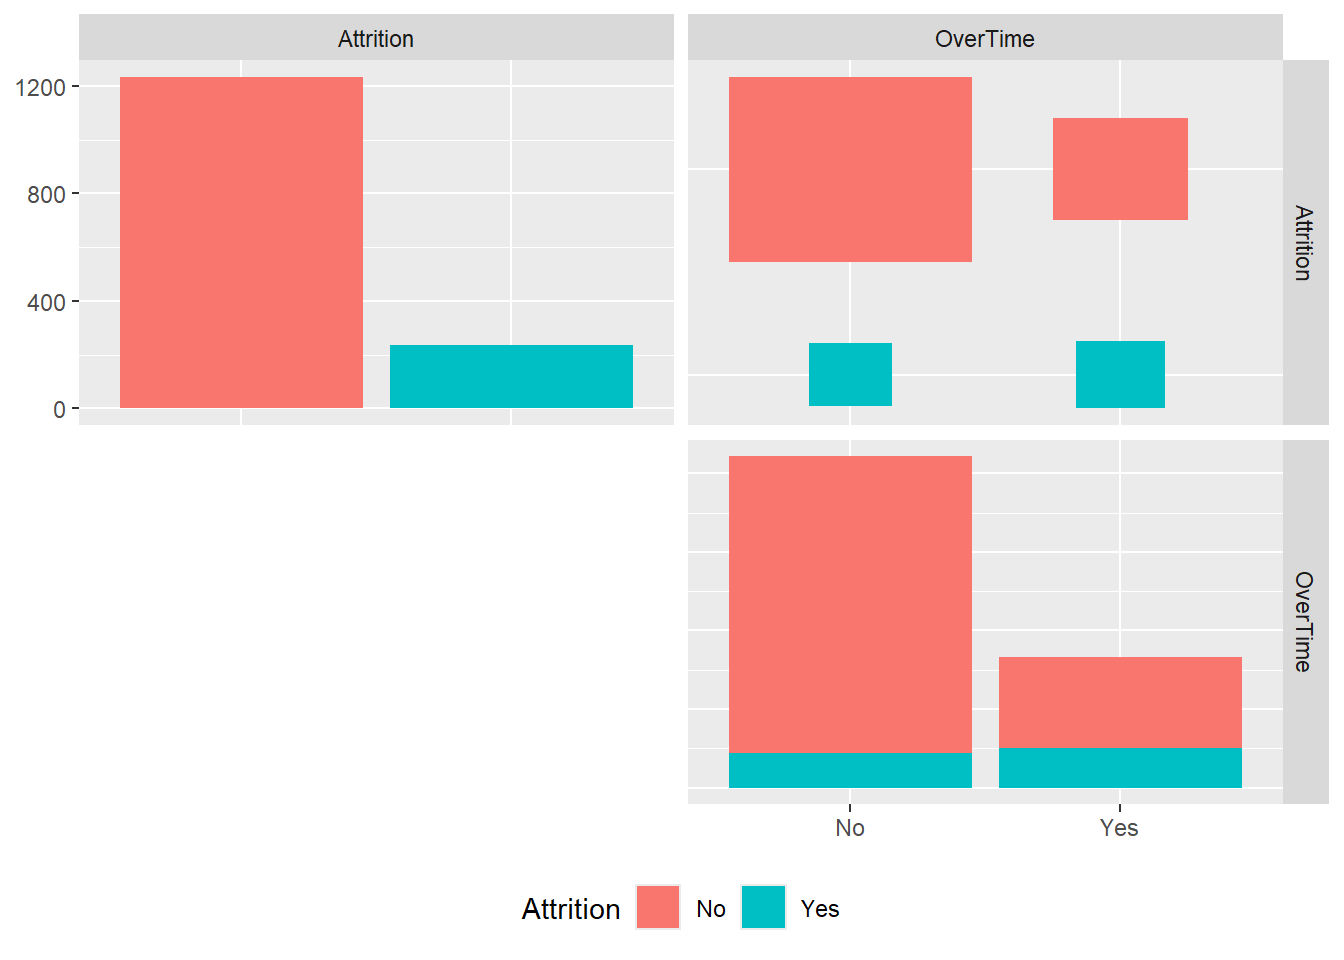 Attrition
OverTime
1200
800
400
0
Attrition
OverTime
No
Yes
Attrition
No
Yes